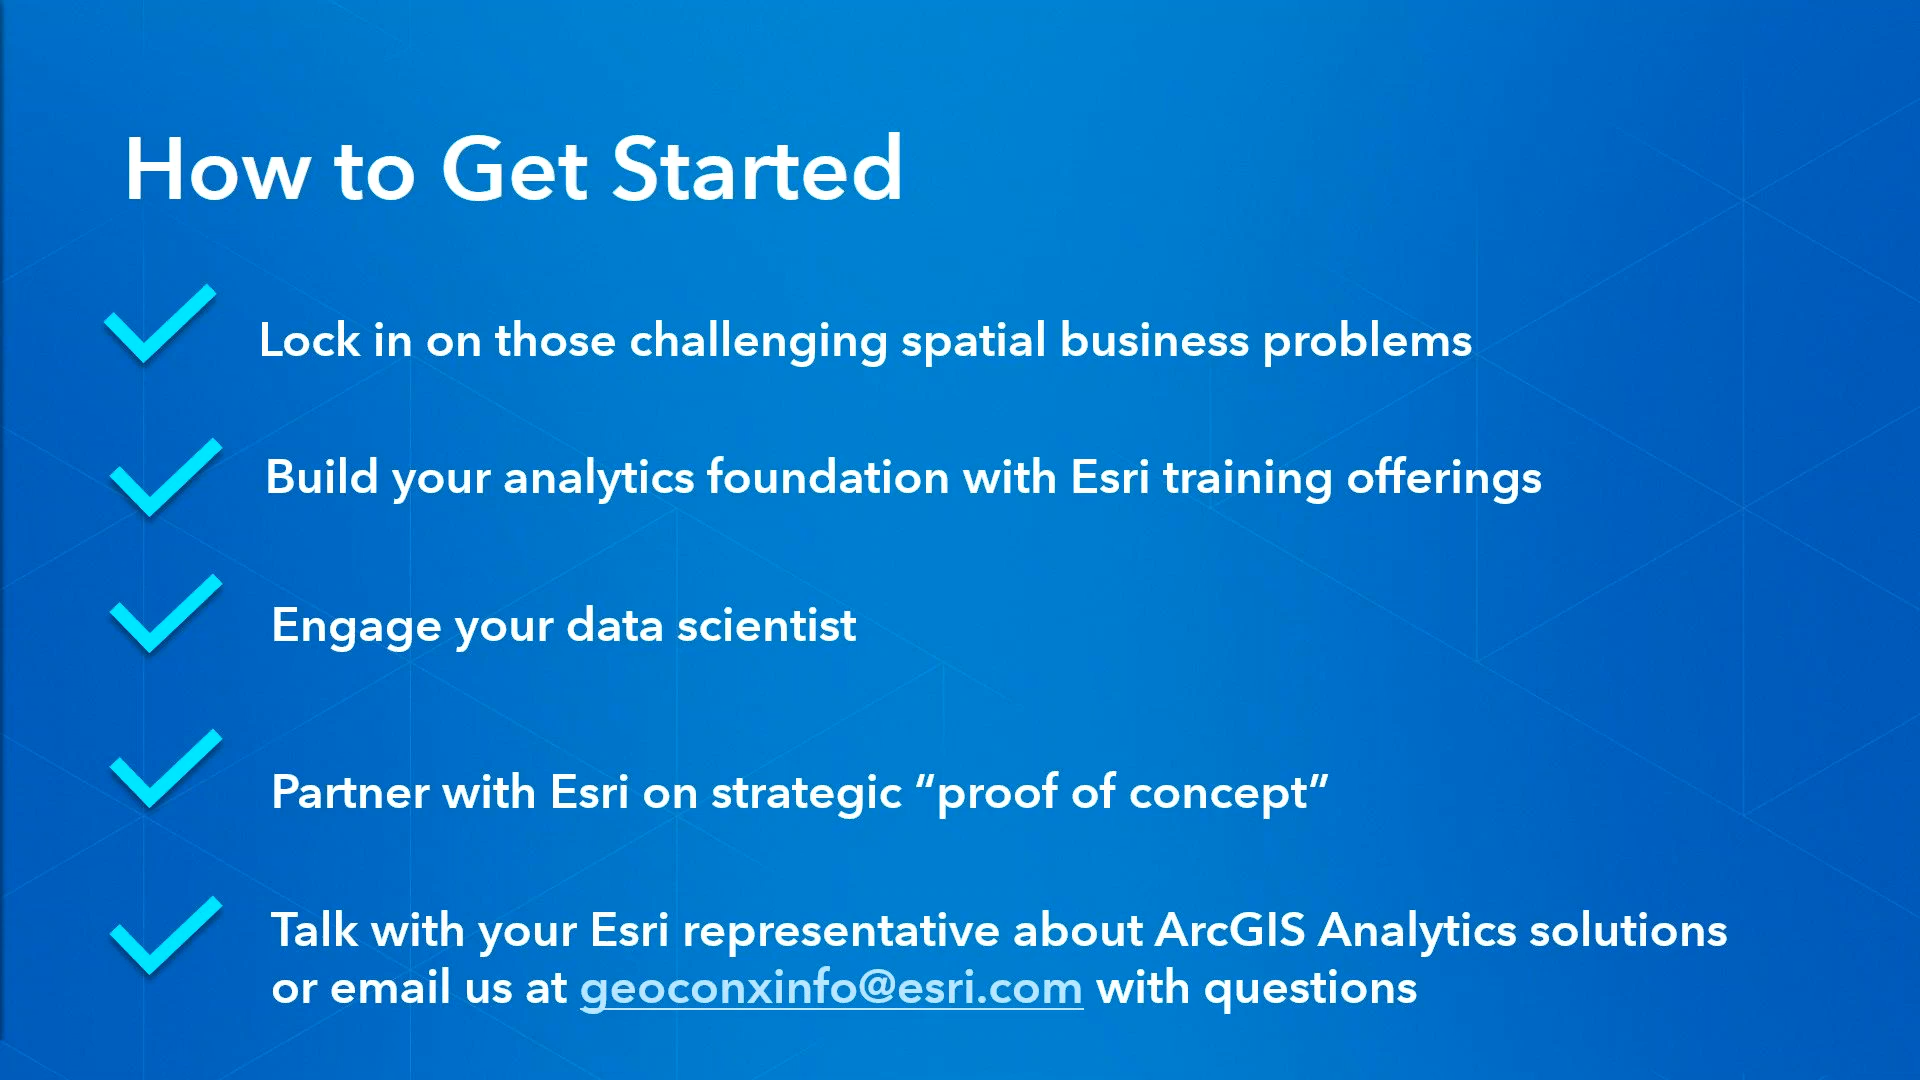 How to Get Started
Lock in on those challenging spatial business problems
Build your analytics foundation with Esri training offerings
Engage your data scientist
Partner with Esri on strategic “proof of concept”
Talk with your Esri representative about ArcGIS Analytics solutions
or email us at geoconxinfo@esri.com with questions